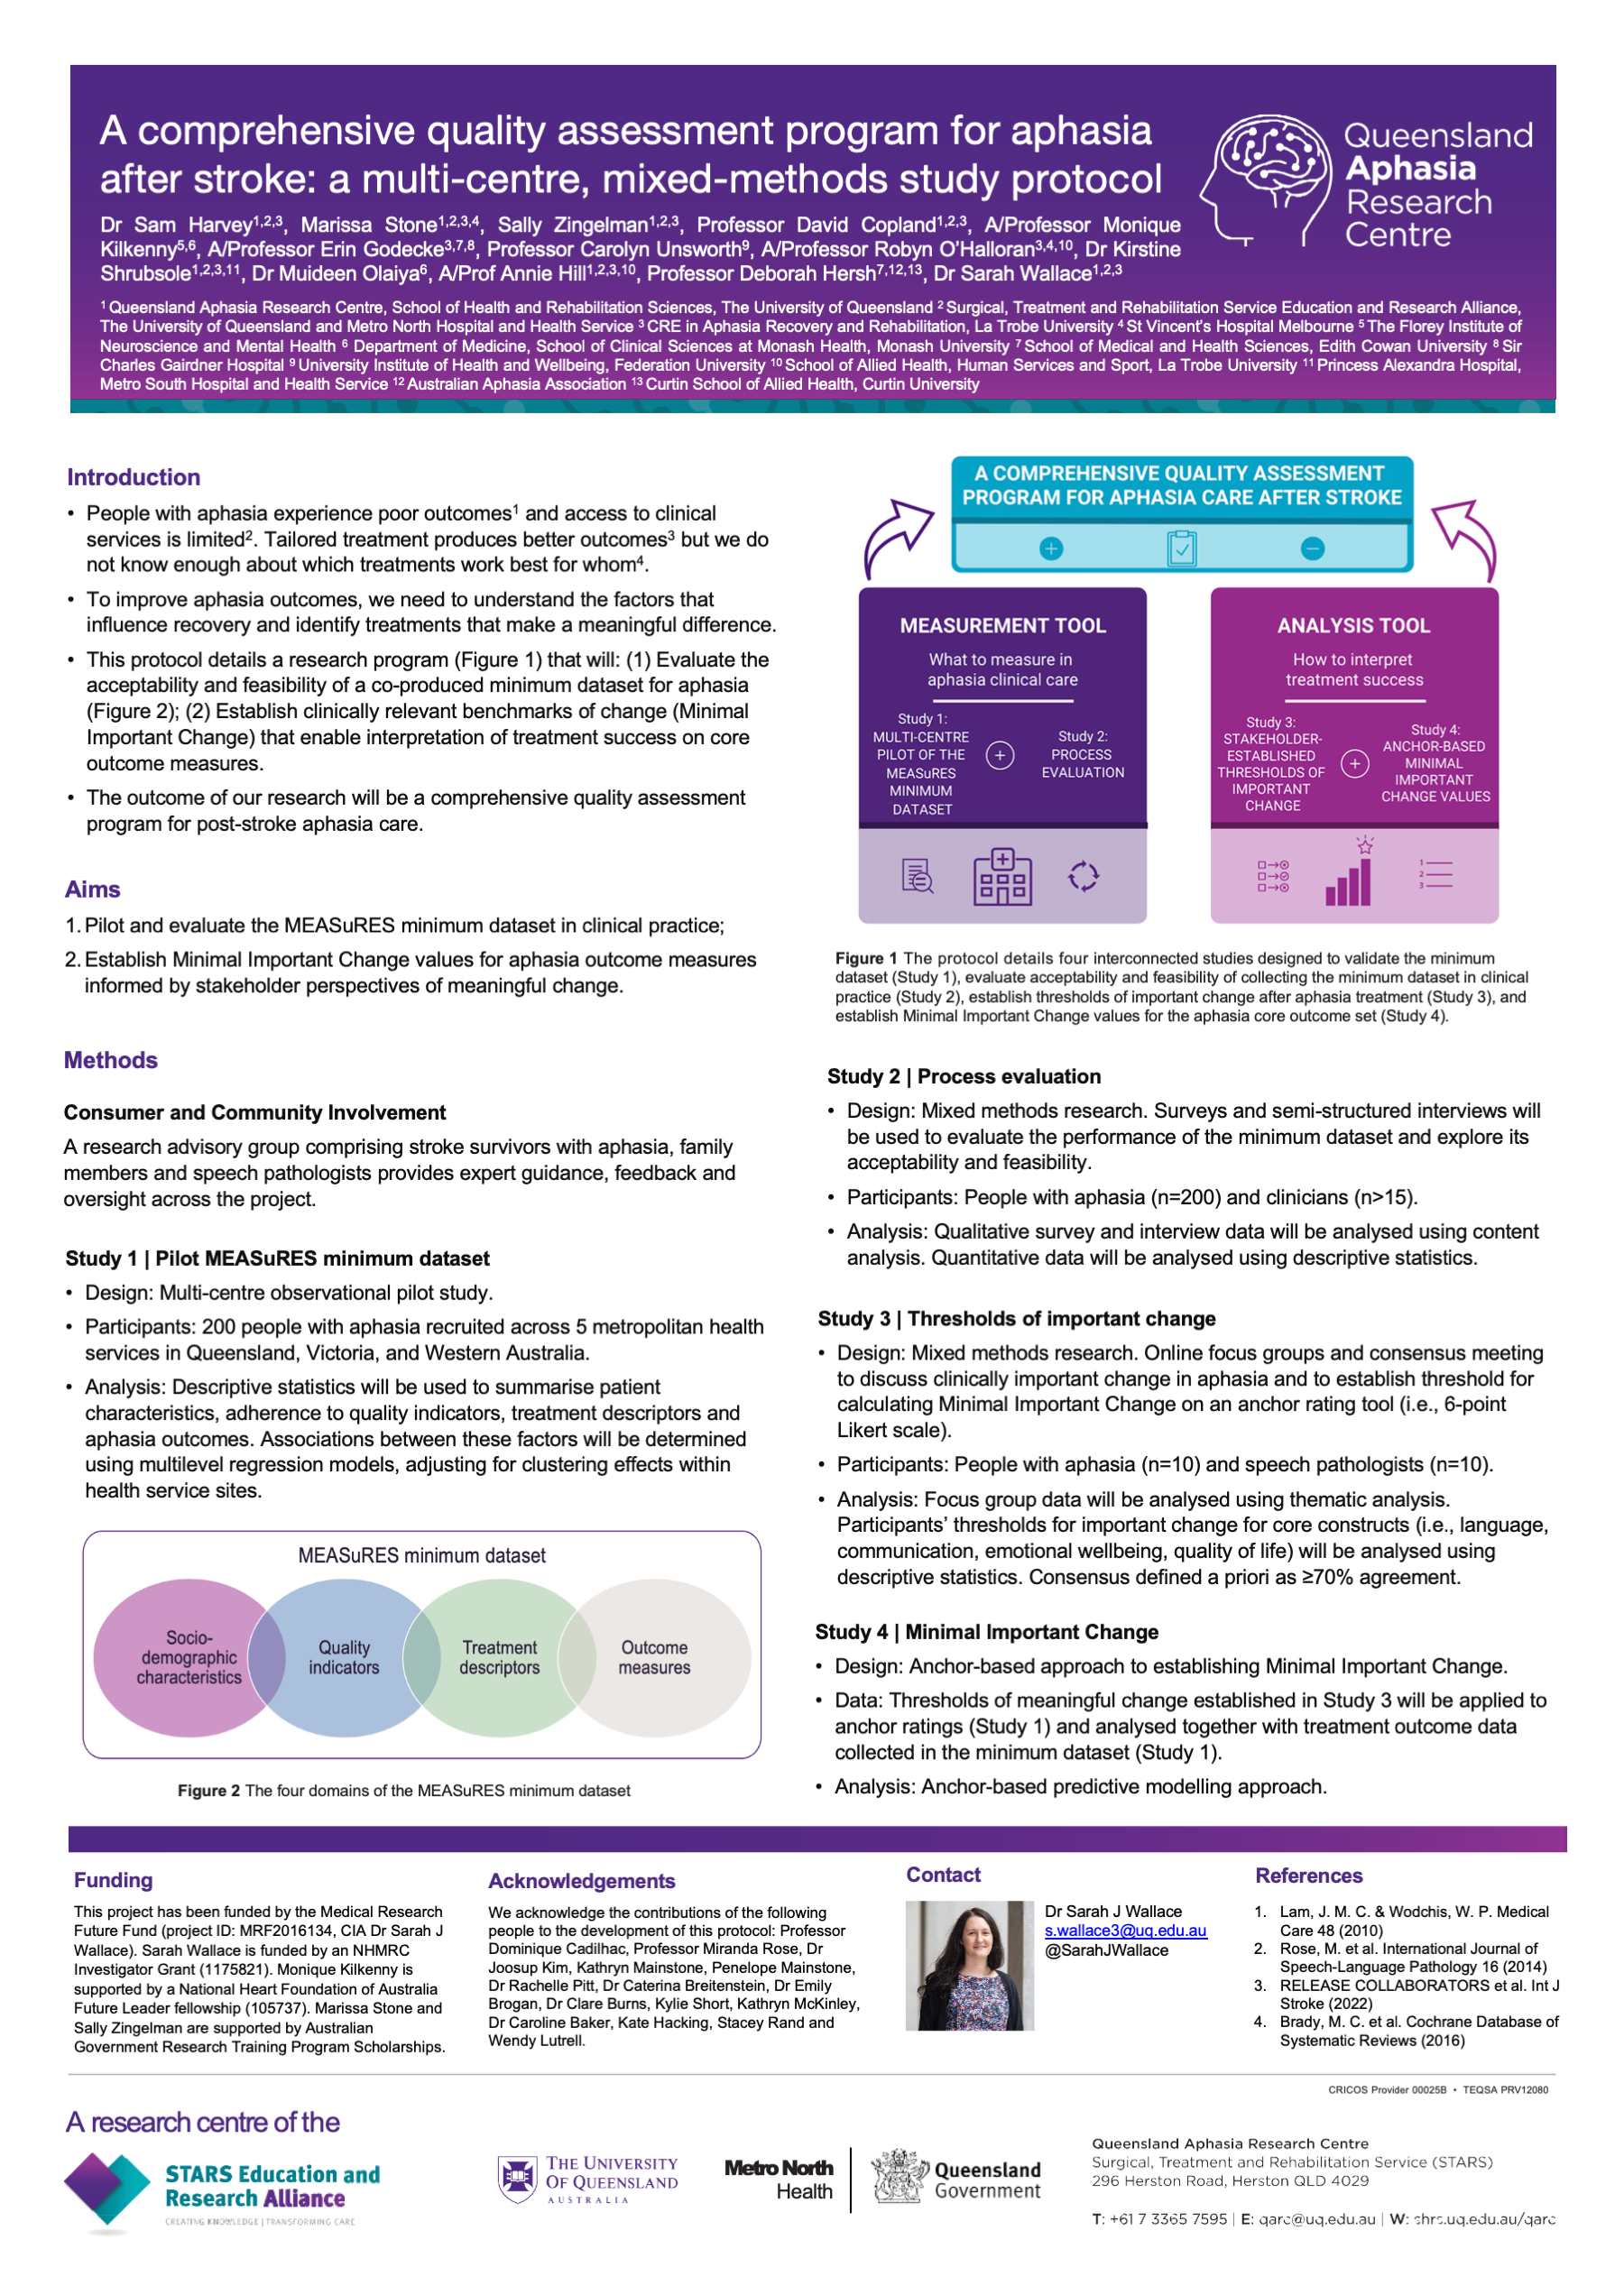 A comprehensive quality assessment program for aphasia
after stroke: a multi-centre, mixed-methods study protocol
Dr Sam Harvey1,2,3, Marissa Stone1,2,3,4, Sally Zingelman1,2,3, Professor David Copland1,2,3, A/Professor Monique
Kilkenny5,6, A/Professor Erin Godecke3,7,8, Professor Carolyn Unsworth9, A/Professor Robyn O'Halloran3,4,10, Dr Kirstine
Shrubsole1,2,3,11, Dr Muideen Olaiya6, A/Prof Annie Hill1,2,3,10, Professor Deborah Hersh7,12,13, Dr Sarah Wallace1,2,3
1 Queensland Aphasia Research Centre, School of Health and Rehabilitation Sciences, The University of Queensland 2 Surgical, Treatment and Rehabilitation Service Education and Research Alliance,
The University of Queensland and Metro North Hospital and Health Service 3 CRE in Aphasia Recovery and Rehabilitation, La Trobe University 4 St Vincent's Hospital Melbourne 5 The Florey Institute of
Neuroscience and Mental Health 6 Department of Medicine, School of Clinical Sciences at Monash Health, Monash University 7 School of Medical and Health Sciences, Edith Cowan University 8 Sir
Charles Gairdner Hospital 9 University Institute of Health and Wellbeing, Federation University 10 School of Allied Health, Human Services and Sport, La Trobe University 11 Princess Alexandra Hospital,
Metro South Hospital and Health Service 12 Australian Aphasia Association 13 Curtin School of Allied Health, Curtin University
Queensland
Aphasia
Research
Centre
Introduction
• People with aphasia experience poor outcomes1 and access to clinical
services is limited2. Tailored treatment produces better outcomes3 but we do
not know enough about which treatments work best for whom4.
• To improve aphasia outcomes, we need to understand the factors that
influence recovery and identify treatments that make a meaningful difference.
• This protocol details a research program (Figure 1) that will: (1) Evaluate the
acceptability and feasibility of a co-produced minimum dataset for aphasia
(Figure 2); (2) Establish clinically relevant benchmarks of change (Minimal
Important Change) that enable interpretation of treatment success on core
outcome measures.
• The outcome of our research will be a comprehensive quality assessment
program for post-stroke aphasia care.
Aims
1. Pilot and evaluate the MEASuRES minimum dataset in clinical practice;
2. Establish Minimal Important Change values for aphasia outcome measures
informed by stakeholder perspectives of meaningful change.
Methods
Consumer and Community Involvement
A research advisory group comprising stroke survivors with aphasia, family
members and speech pathologists provides expert guidance, feedback and
oversight across the project.
Study 1 | Pilot MEASuRES minimum dataset
• Design: Multi-centre observational pilot study.
• Participants: 200 people with aphasia recruited across 5 metropolitan health
services in Queensland, Victoria, and Western Australia.
• Analysis: Descriptive statistics will be used to summarise patient
characteristics, adherence to quality indicators, treatment descriptors and
aphasia outcomes. Associations between these factors will be determined
using multilevel regression models, adjusting for clustering effects within
health service sites.
MEASuRES minimum dataset
Socio-
demographic
characteristics
Quality
indicators
Treatment
descriptors
Outcome
measures
Figure 2 The four domains of the MEASuRES minimum dataset
A COMPREHENSIVE QUALITY ASSESSMENT
PROGRAM FOR APHASIA CARE AFTER STROKE
MEASUREMENT TOOL
What to measure in
aphasia clinical care
Study 1:
MULTI-CENTRE
PILOT OF THE
MEASuRES
MINIMUM
DATASET
Study 2:
PROCESS
EVALUATION
ANALYSIS TOOL
How to interpret
treatment success
Study 3:
STAKEHOLDER-
ESTABLISHED
THRESHOLDS OF
IMPORTANT
CHANGE
Study 4:
ANCHOR-BASED
MINIMAL
IMPORTANT
CHANGE VALUES
1
2
3
Figure 1 The protocol details four interconnected studies designed to validate the minimum
dataset (Study 1), evaluate acceptability and feasibility of collecting the minimum dataset in clinical
practice (Study 2), establish thresholds of important change after aphasia treatment (Study 3), and
establish Minimal Important Change values for the aphasia core outcome set (Study 4).
Study 2 | Process evaluation
• Design: Mixed methods research. Surveys and semi-structured interviews will
be used to evaluate the performance of the minimum dataset and explore its
acceptability and feasibility.
• Participants: People with aphasia (n=200) and clinicians (n>15).
• Analysis: Qualitative survey and interview data will be analysed using content
analysis. Quantitative data will be analysed using descriptive statistics.
Study 3 | Thresholds of important change
• Design: Mixed methods research. Online focus groups and consensus meeting
to discuss clinically important change in aphasia and to establish threshold for
calculating Minimal Important Change on an anchor rating tool (i.e., 6-point
Likert scale).
• Participants: People with aphasia (n=10) and speech pathologists (n=10).
• Analysis: Focus group data will be analysed using thematic analysis.
Participants' thresholds for important change for core constructs (i.e., language,
communication, emotional wellbeing, quality of life) will be analysed using
descriptive statistics. Consensus defined a priori as ≥70% agreement.
Study 4 | Minimal Important Change
• Design: Anchor-based approach to establishing Minimal Important Change.
• Data: Thresholds of meaningful change established in Study 3 will be applied to
anchor ratings (Study 1) and analysed together with treatment outcome data
collected in the minimum dataset (Study 1).
• Analysis: Anchor-based predictive modelling approach.
Funding
This project has been funded by the Medical Research
Future Fund (project ID: MRF2016134, CIA Dr Sarah J
Wallace). Sarah Wallace is funded by an NHMRC
Investigator Grant (1175821). Monique Kilkenny is
supported by a National Heart Foundation of Australia
Future Leader fellowship (105737). Marissa Stone and
Sally Zingelman are supported by Australian
Government Research Training Program Scholarships.
Acknowledgements
We acknowledge the contributions of the following
people to the development of this protocol: Professor
Dominique Cadilhac, Professor Miranda Rose, Dr
Joosup Kim, Kathryn Mainstone, Penelope Mainstone,
Dr Rachelle Pitt, Dr Caterina Breitenstein, Dr Emily
Brogan, Dr Clare Burns, Kylie Short, Kathryn McKinley,
Dr Caroline Baker, Kate Hacking, Stacey Rand and
Wendy Lutrell.
Contact
Dr Sarah J Wallace
s.wallace3@uq.edu.au
@SarahJWallace
References
1. Lam, J. M. C. & Wodchis, W. P. Medical
Care 48 (2010)
2. Rose, M. et al. International Journal of
Speech-Language Pathology 16 (2014)
3. RELEASE COLLABORATORS et al. Int J
Stroke (2022)
4. Brady, M. C. et al. Cochrane Database of
Systematic Reviews (2016)
CRICOS Provider 00025B • TEQSA PRV12080
A research centre of the
STARS Education and
Research Alliance
CREATING KNOWLEDGE | TRANSFORMING CARE
THE UNIVERSITY
OF QUEENSLAND
AUSTRALIA
Metro North
Health
Queensland
Government
Queensland Aphasia Research Centre
Surgical, Treatment and Rehabilitation Service (STARS)
296 Herston Road, Herston QLD 4029
T: +61 7 3365 7595 | E: qarc@uq.edu.au | W: shrs.uq.edu.au/qarc